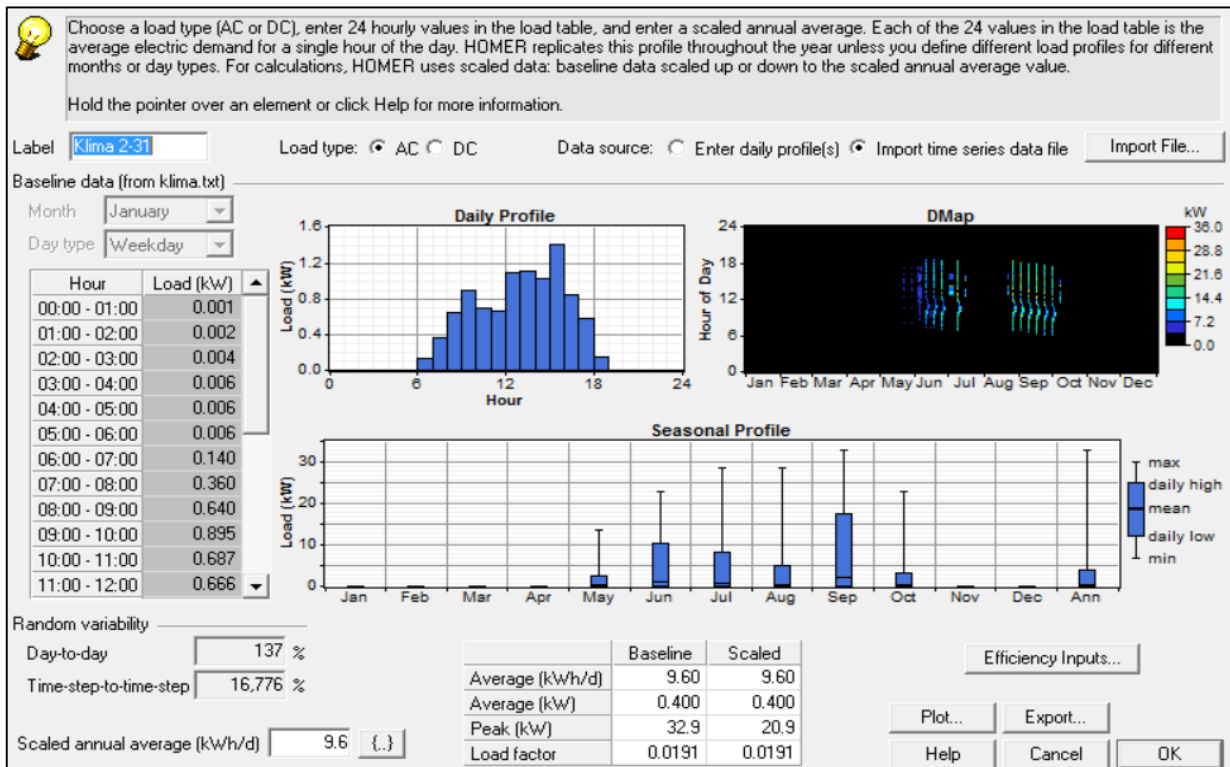 Choose a load type (AC or DC), enter 24 hourly values in the load table, and enter a scaled annual average. Each of the 24 values in the load table is the
average electric demand for a single hour of the day. HOMER replicates this profile throughout the year unless you define different load profiles for different
months or day types. For calculations, HOMER uses scaled data: baseline data scaled up or down to the scaled annual average value.
Hold the pointer over an element or click Help for more information.
Label Klima 2-31 Load type: AC DC Data source: Enter daily profile(s) Import time series data file Import File...
Baseline data (from klima.txt)
Month January
Day type Weekday
Hour Load (kW)
00:00 - 01:00 0.001
01:00 - 02:00 0.002
02:00 - 03:00 0.004
03:00 - 04:00 0.006
04:00 - 05:00 0.006
05:00 - 06:00 0.006
06:00 - 07:00 0.140
07:00 - 08:00 0.360
08:00 - 09:00 0.640
09:00 - 10:00 0.895
10:00 - 11:00 0.687
11:00 - 12:00 0.666
Daily Profile
Load (kW)
1.6
1.2
0.8
0.4
0.0
0 6 12 18 24
Hour
DMap
Hour of Day
24
18
12
6
0
Jan Feb Mar Apr May Jun Jul Aug Sep Oct Nov Dec
kW
36.0
28.8
21.6
14.4
7.2
0.0
Seasonal Profile
Load (kW)
30
20
10
0
Jan Feb Mar Apr May Jun Jul Aug Sep Oct Nov Dec Ann
max
daily high
mean
daily low
min
Random variability
Day-to-day 137 %
Time-step-to-time-step 16,776 %
Scaled annual average (kWh/d) 9.6 {..}
Baseline Scaled
Average (kWh/d) 9.60 9.60
Average (kW) 0.400 0.400
Peak (kW) 32.9 20.9
Load factor 0.0191 0.0191
Efficiency Inputs...
Plot... Export...
Help Cancel OK